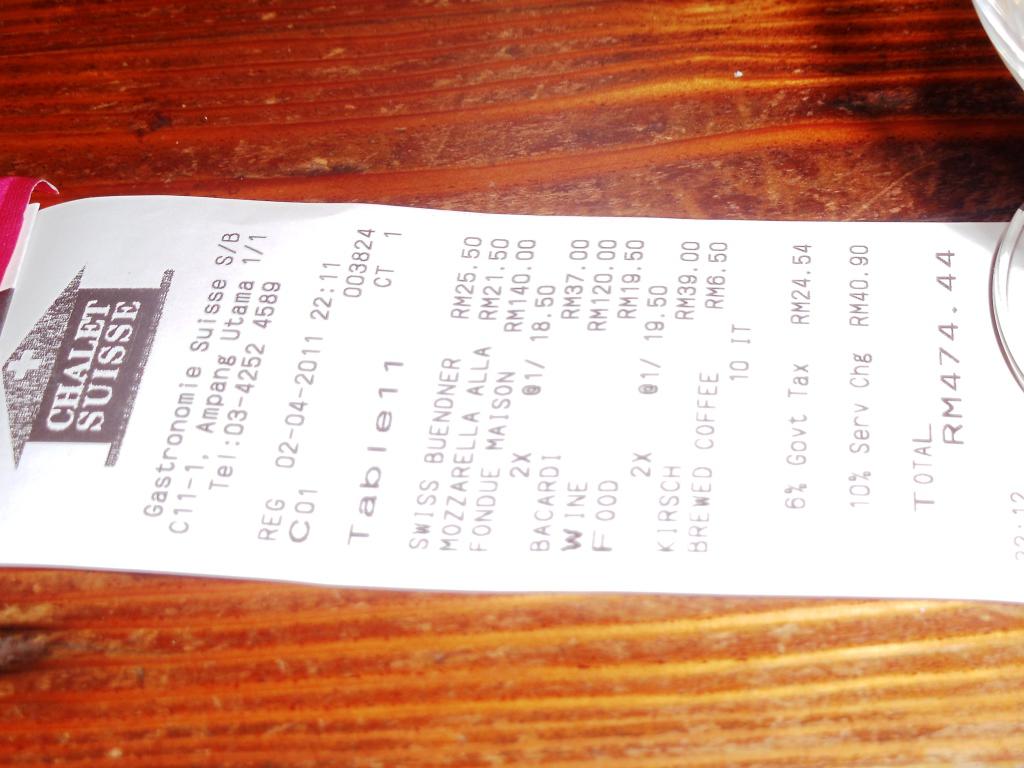 CHALET
SUISSE
Gastronomie Suisse S/B
C11-1, Ampang Utama 1/1
Tel:03-4252 4589
REG 02-04-2011 22:11
C01 003824
CT 1
Table11
SWISS BUENDNER RM25.50
MOZZARELLA ALLA RM21.50
FONDUE MAISON RM140.00
2X @1/ 18.50
BACARDI RM37.00
WINE RM120.00
FOOD RM19.50
2X @1/ 19.50
KIRSCH RM39.00
BREWED COFFEE RM6.50
10 IT
6% Govt Tax RM24.54
10% Serv Chg RM40.90
TOTAL
RM474.44
22:12